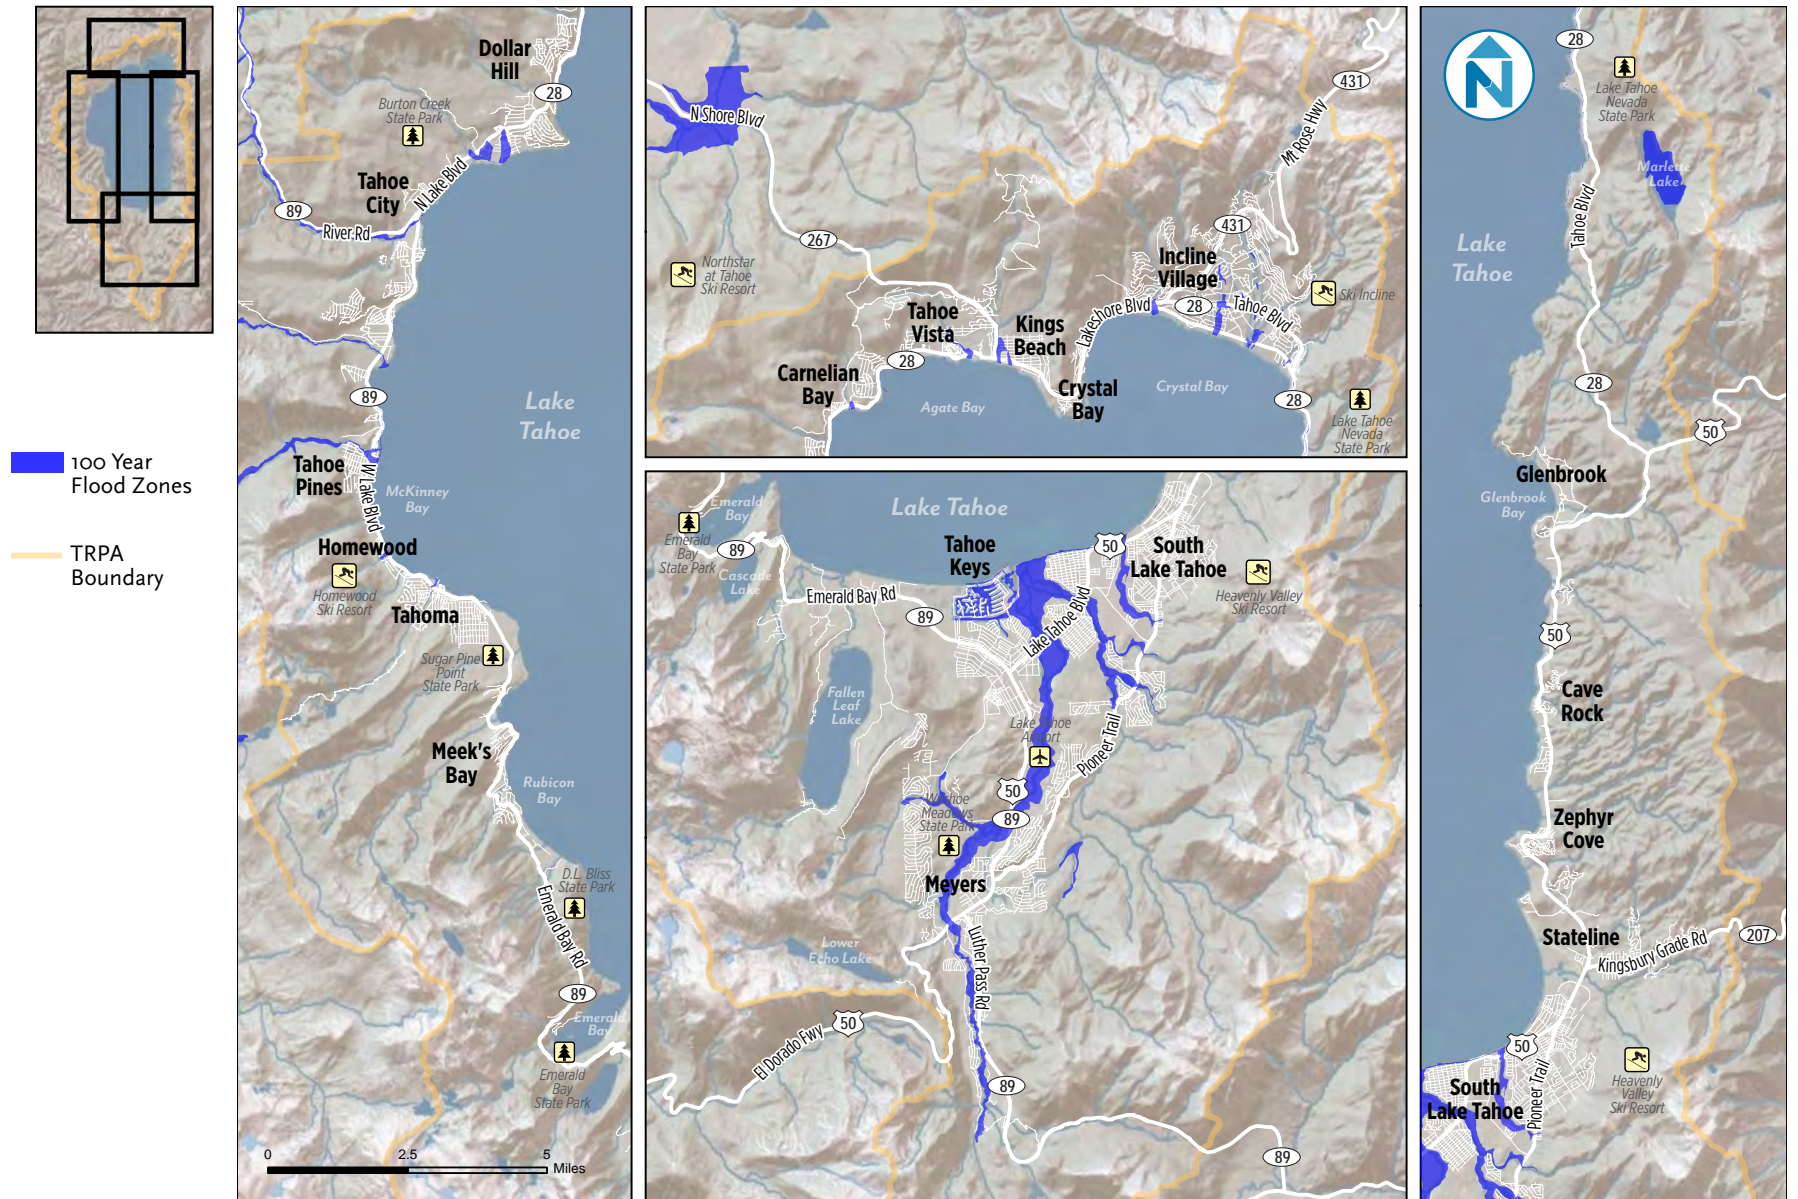 100 Year
Flood Zones
TRPA
Boundary
Dollar
Hill
28
Burton Creek
State Park
N Lake Blvd
Tahoe
City
89
River Rd
89
Lake
Tahoe
Tahoe
Pines
W Lake Blvd
McKinney
Bay
Homewood
Homewood
Ski Resort
Tahoma
Sugar Pine
Point
State Park
Meek's
Bay
Rubicon
Bay
D.L. Bliss
State Park
Emerald Bay Rd
89
Emerald
Bay
Emerald
Bay
State Park
0
2.5
5
Miles
431
N Shore Blvd
Mt Rose Hwy
267
431
Northstar
at Tahoe
Ski Resort
Incline
Village
Ski Incline
Tahoe
Vista
Kings
Beach
Lakeshore Blvd
28
Tahoe Blvd
28
Carnelian
Bay
Crystal
Bay
Agate Bay
Crystal Bay
28
Lake Tahoe
Nevada
State Park
Emerald
Bay
Emerald
Bay
State Park
89
Cascade
Lake
Lake Tahoe
Tahoe
Keys
50
South
Lake Tahoe
Heavenly Valley
Ski Resort
Emerald Bay Rd
89
Lake Tahoe Blvd
Fallen
Leaf
Lake
Lake Tahoe
Airport
Pioneer Trail
50
Washoe
Meadows
State Park
89
Meyers
Lower
Echo Lake
Luther Pass Rd
50
El Dorado Fwy
89
89
28
N
Lake Tahoe
Nevada
State Park
Marlette
Lake
Tahoe Blvd
Lake
Tahoe
28
50
Glenbrook
Glenbrook
Bay
50
Cave
Rock
Zephyr
Cove
Stateline
Kingsbury Grade Rd
207
50
South
Lake Tahoe
Pioneer Trail
Heavenly
Valley
Ski Resort